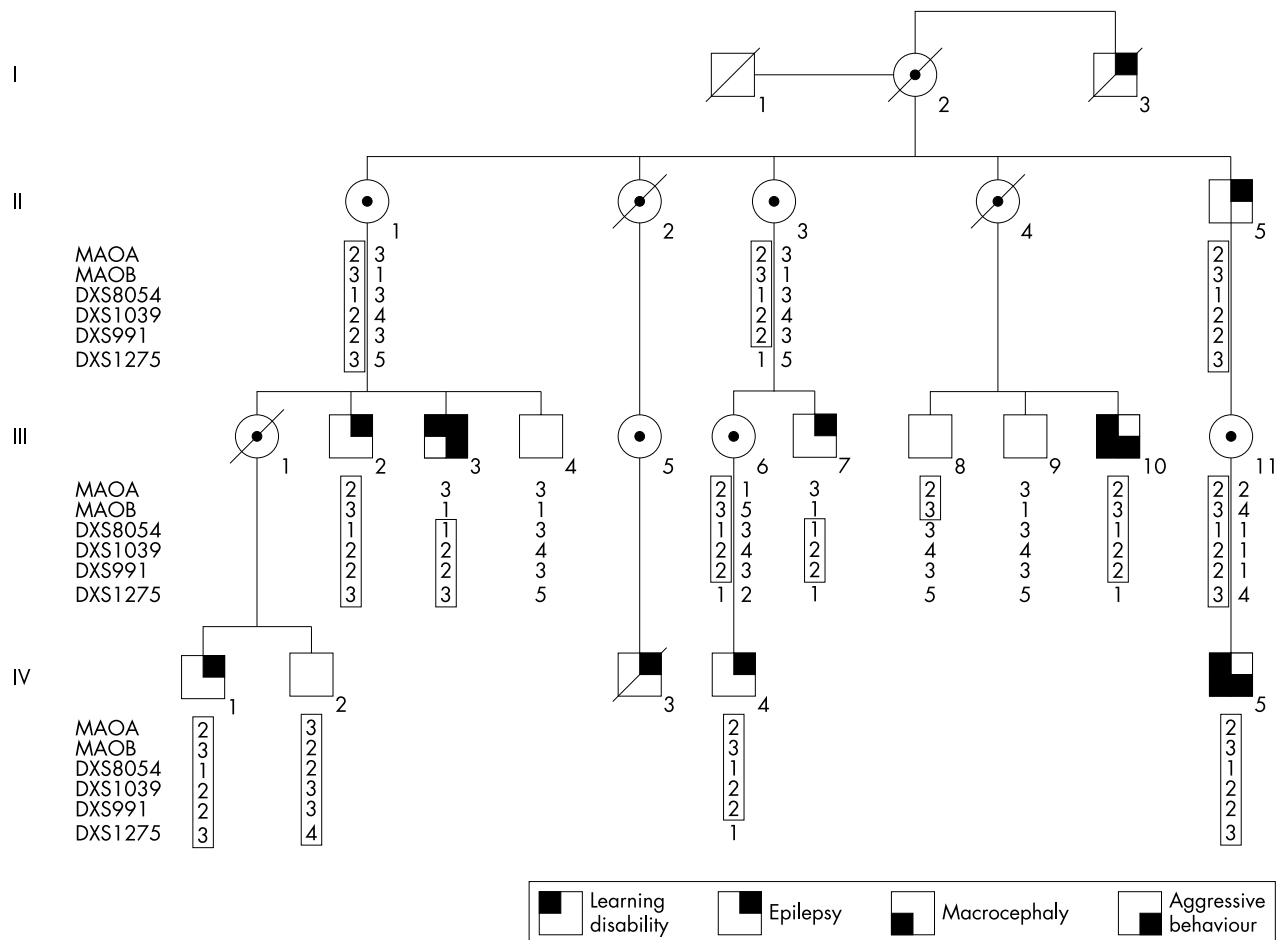 I
1 2 3
II
1 2 3 4 5
MAOA 2 3 2 3 2
MAOB 3 1 3 1 3
DXS8054 1 3 1 3 1
DXS1039 2 4 2 4 2
DXS991 2 3 2 3 2
DXS1275 3 5 1 5 3
III
1 2 3 4 5 6 7 8 9 10 11
MAOA 2 3 3 2 1 3 2 3 2 2 2
MAOB 3 1 1 3 5 1 3 1 3 3 4
DXS8054 1 1 3 1 3 1 3 3 1 1 1
DXS1039 2 2 4 2 4 2 4 4 2 2 1
DXS991 2 2 3 2 3 2 3 3 2 2 1
DXS1275 3 3 5 1 2 1 5 5 1 3 4
IV
1 2 3 4 5
MAOA 2 3 2 2
MAOB 3 2 3 3
DXS8054 1 2 1 1
DXS1039 2 3 2 2
DXS991 2 3 2 2
DXS1275 3 4 1 3
Learning disability
Epilepsy
Macrocephaly
Aggressive behaviour